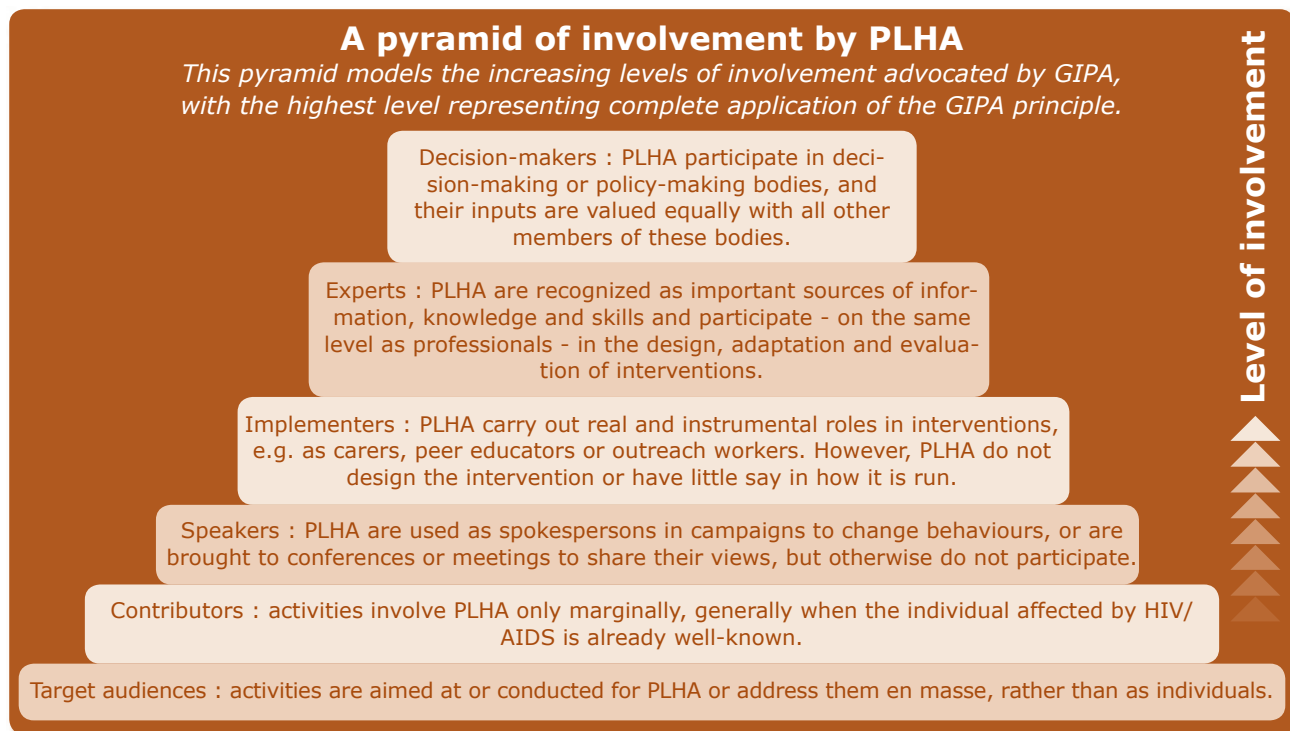 A pyramid of involvement by PLHA
This pyramid models the increasing levels of involvement advocated by GIPA,
with the highest level representing complete application of the GIPA principle.
Decision-makers : PLHA participate in deci-
sion-making or policy-making bodies, and
their inputs are valued equally with all other
members of these bodies.
Experts : PLHA are recognized as important sources of infor-
mation, knowledge and skills and participate - on the same
level as professionals - in the design, adaptation and evalua-
tion of interventions.
Implementers : PLHA carry out real and instrumental roles in interventions,
e.g. as carers, peer educators or outreach workers. However, PLHA do not
design the intervention or have little say in how it is run.
Speakers : PLHA are used as spokespersons in campaigns to change behaviours, or are
brought to conferences or meetings to share their views, but otherwise do not participate.
Contributors : activities involve PLHA only marginally, generally when the individual affected by HIV/
AIDS is already well-known.
Target audiences : activities are aimed at or conducted for PLHA or address them en masse, rather than as individuals.
Level of involvement